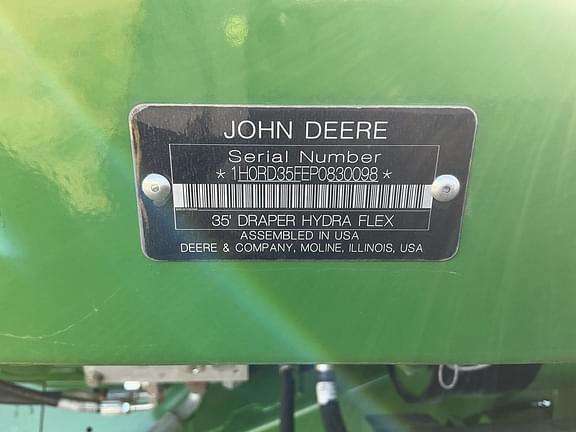 JOHN DEERE
Serial Number
* 1H0RD35FEP0830098 *
35' DRAPER HYDRA FLEX
ASSEMBLED IN USA
DEERE & COMPANY, MOLINE, ILLINOIS, USA